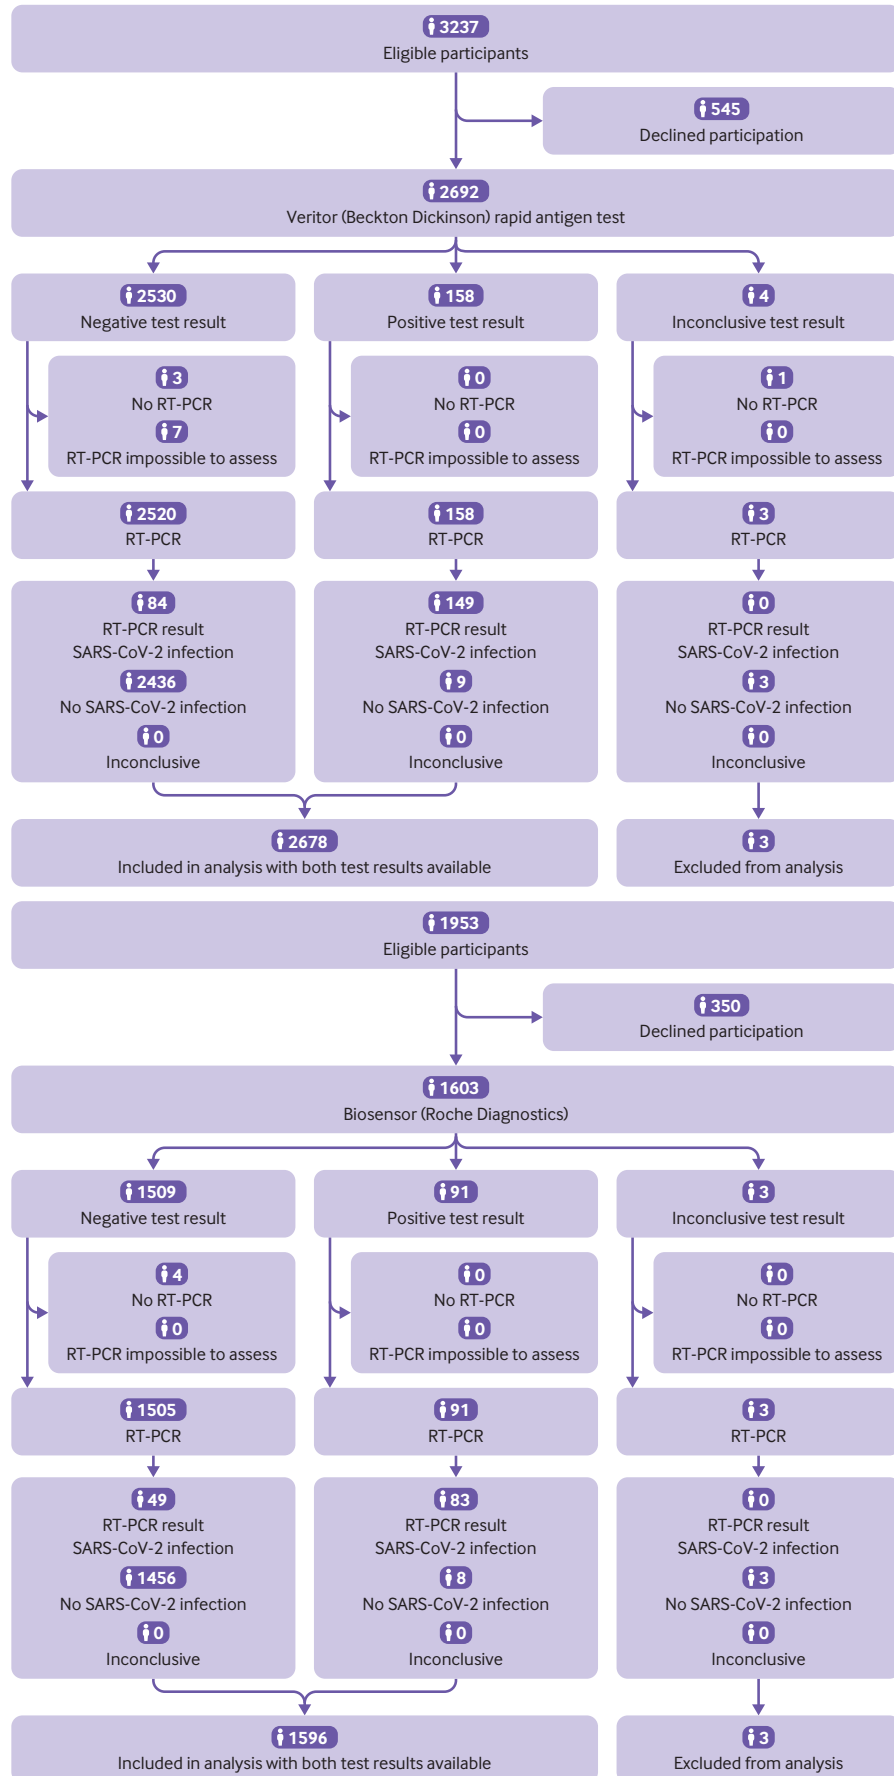 3237
Eligible participants
545
Declined participation
2692
Veritor (Beckton Dickinson) rapid antigen test
2530
Negative test result
158
Positive test result
4
Inconclusive test result
3
No RT-PCR
7
RT-PCR impossible to assess
0
No RT-PCR
0
RT-PCR impossible to assess
1
No RT-PCR
0
RT-PCR impossible to assess
2520
RT-PCR
158
RT-PCR
3
RT-PCR
84
RT-PCR result
SARS-CoV-2 infection
2436
No SARS-CoV-2 infection
0
Inconclusive
149
RT-PCR result
SARS-CoV-2 infection
9
No SARS-CoV-2 infection
0
Inconclusive
0
RT-PCR result
SARS-CoV-2 infection
3
No SARS-CoV-2 infection
0
Inconclusive
2678
Included in analysis with both test results available
3
Excluded from analysis
1953
Eligible participants
350
Declined participation
1603
Biosensor (Roche Diagnostics)
1509
Negative test result
91
Positive test result
3
Inconclusive test result
4
No RT-PCR
0
RT-PCR impossible to assess
0
No RT-PCR
0
RT-PCR impossible to assess
0
No RT-PCR
0
RT-PCR impossible to assess
1505
RT-PCR
91
RT-PCR
3
RT-PCR
49
RT-PCR result
SARS-CoV-2 infection
1456
No SARS-CoV-2 infection
0
Inconclusive
83
RT-PCR result
SARS-CoV-2 infection
8
No SARS-CoV-2 infection
0
Inconclusive
0
RT-PCR result
SARS-CoV-2 infection
3
No SARS-CoV-2 infection
0
Inconclusive
1596
Included in analysis with both test results available
3
Excluded from analysis